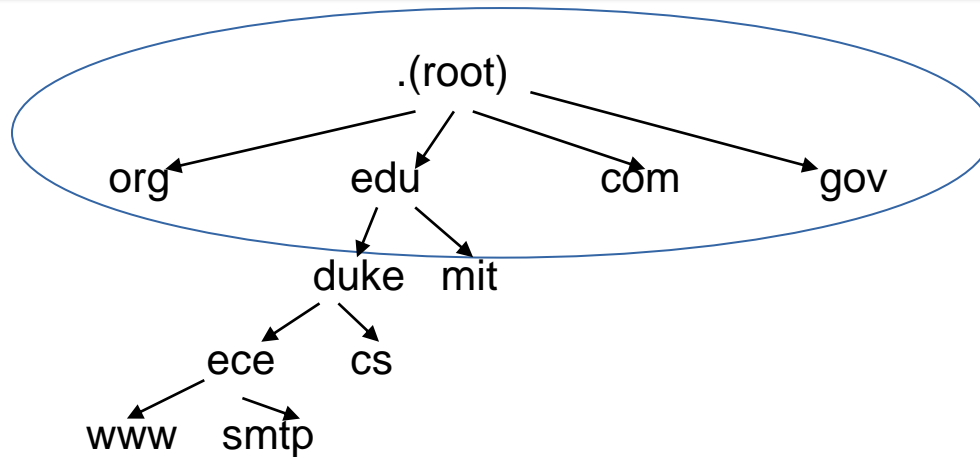 .(root)
org edu com gov
duke mit
ece cs
www smtp